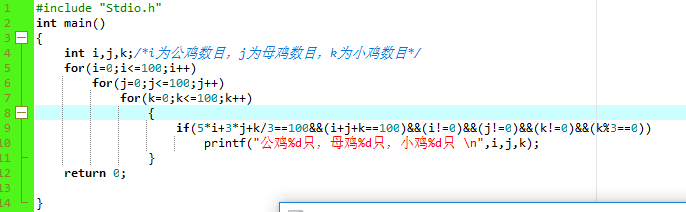 1 #include "Stdio.h"
2 int main()
3 {
4 int i,j,k;/*i为公鸡数目，j为母鸡数目，k为小鸡数目*/
5 for(i=0;i<=100;i++)
6 for(j=0;j<=100;j++)
7 for(k=0;k<=100;k++)
8 {
9 if(5*i+3*j+k/3==100&&(i+j+k==100)&&(i!=0)&&(j!=0)&&(k!=0)&&(k%3==0))
10 printf("公鸡%d只，母鸡%d只，小鸡%d只 \n",i,j,k);
11 }
12 return 0;
13
14 }